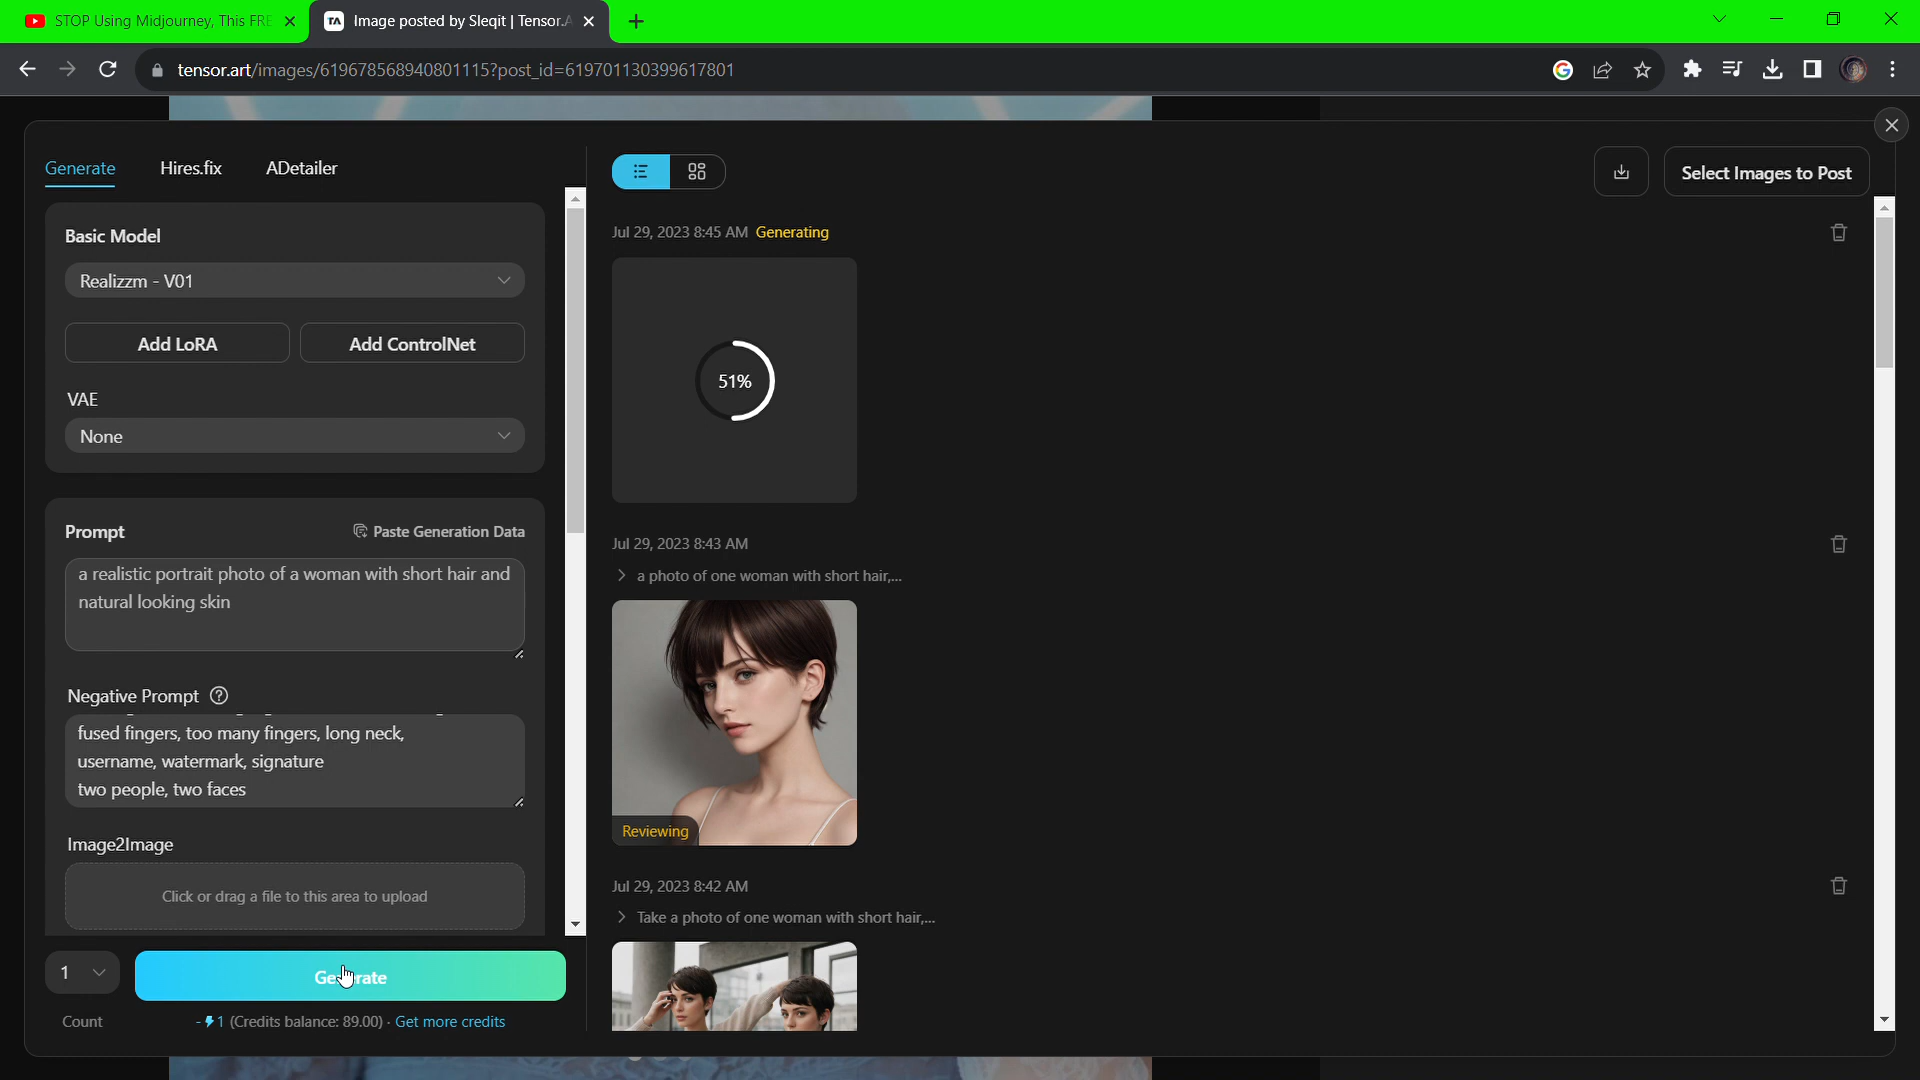 STOP Using Midjourney, This FRE
Image posted by Sleqit | Tensor.A
tensor.art/images/619678568940801115?post_id=619701130399617801
Generate
Hires.fix
ADetailer
Select Images to Post
Basic Model
Realizzm - V01
Add LoRA
Add ControlNet
VAE
None
Prompt
Paste Generation Data
a realistic portrait photo of a woman with short hair and
natural looking skin
Negative Prompt
fused fingers, too many fingers, long neck,
username, watermark, signature
two people, two faces
Image2Image
Click or drag a file to this area to upload
1
Generate
Count
-1 (Credits balance: 89.00) · Get more credits
Jul 29, 2023 8:45 AM Generating
51%
Jul 29, 2023 8:43 AM
a photo of one woman with short hair,...
Reviewing
Jul 29, 2023 8:42 AM
Take a photo of one woman with short hair,...